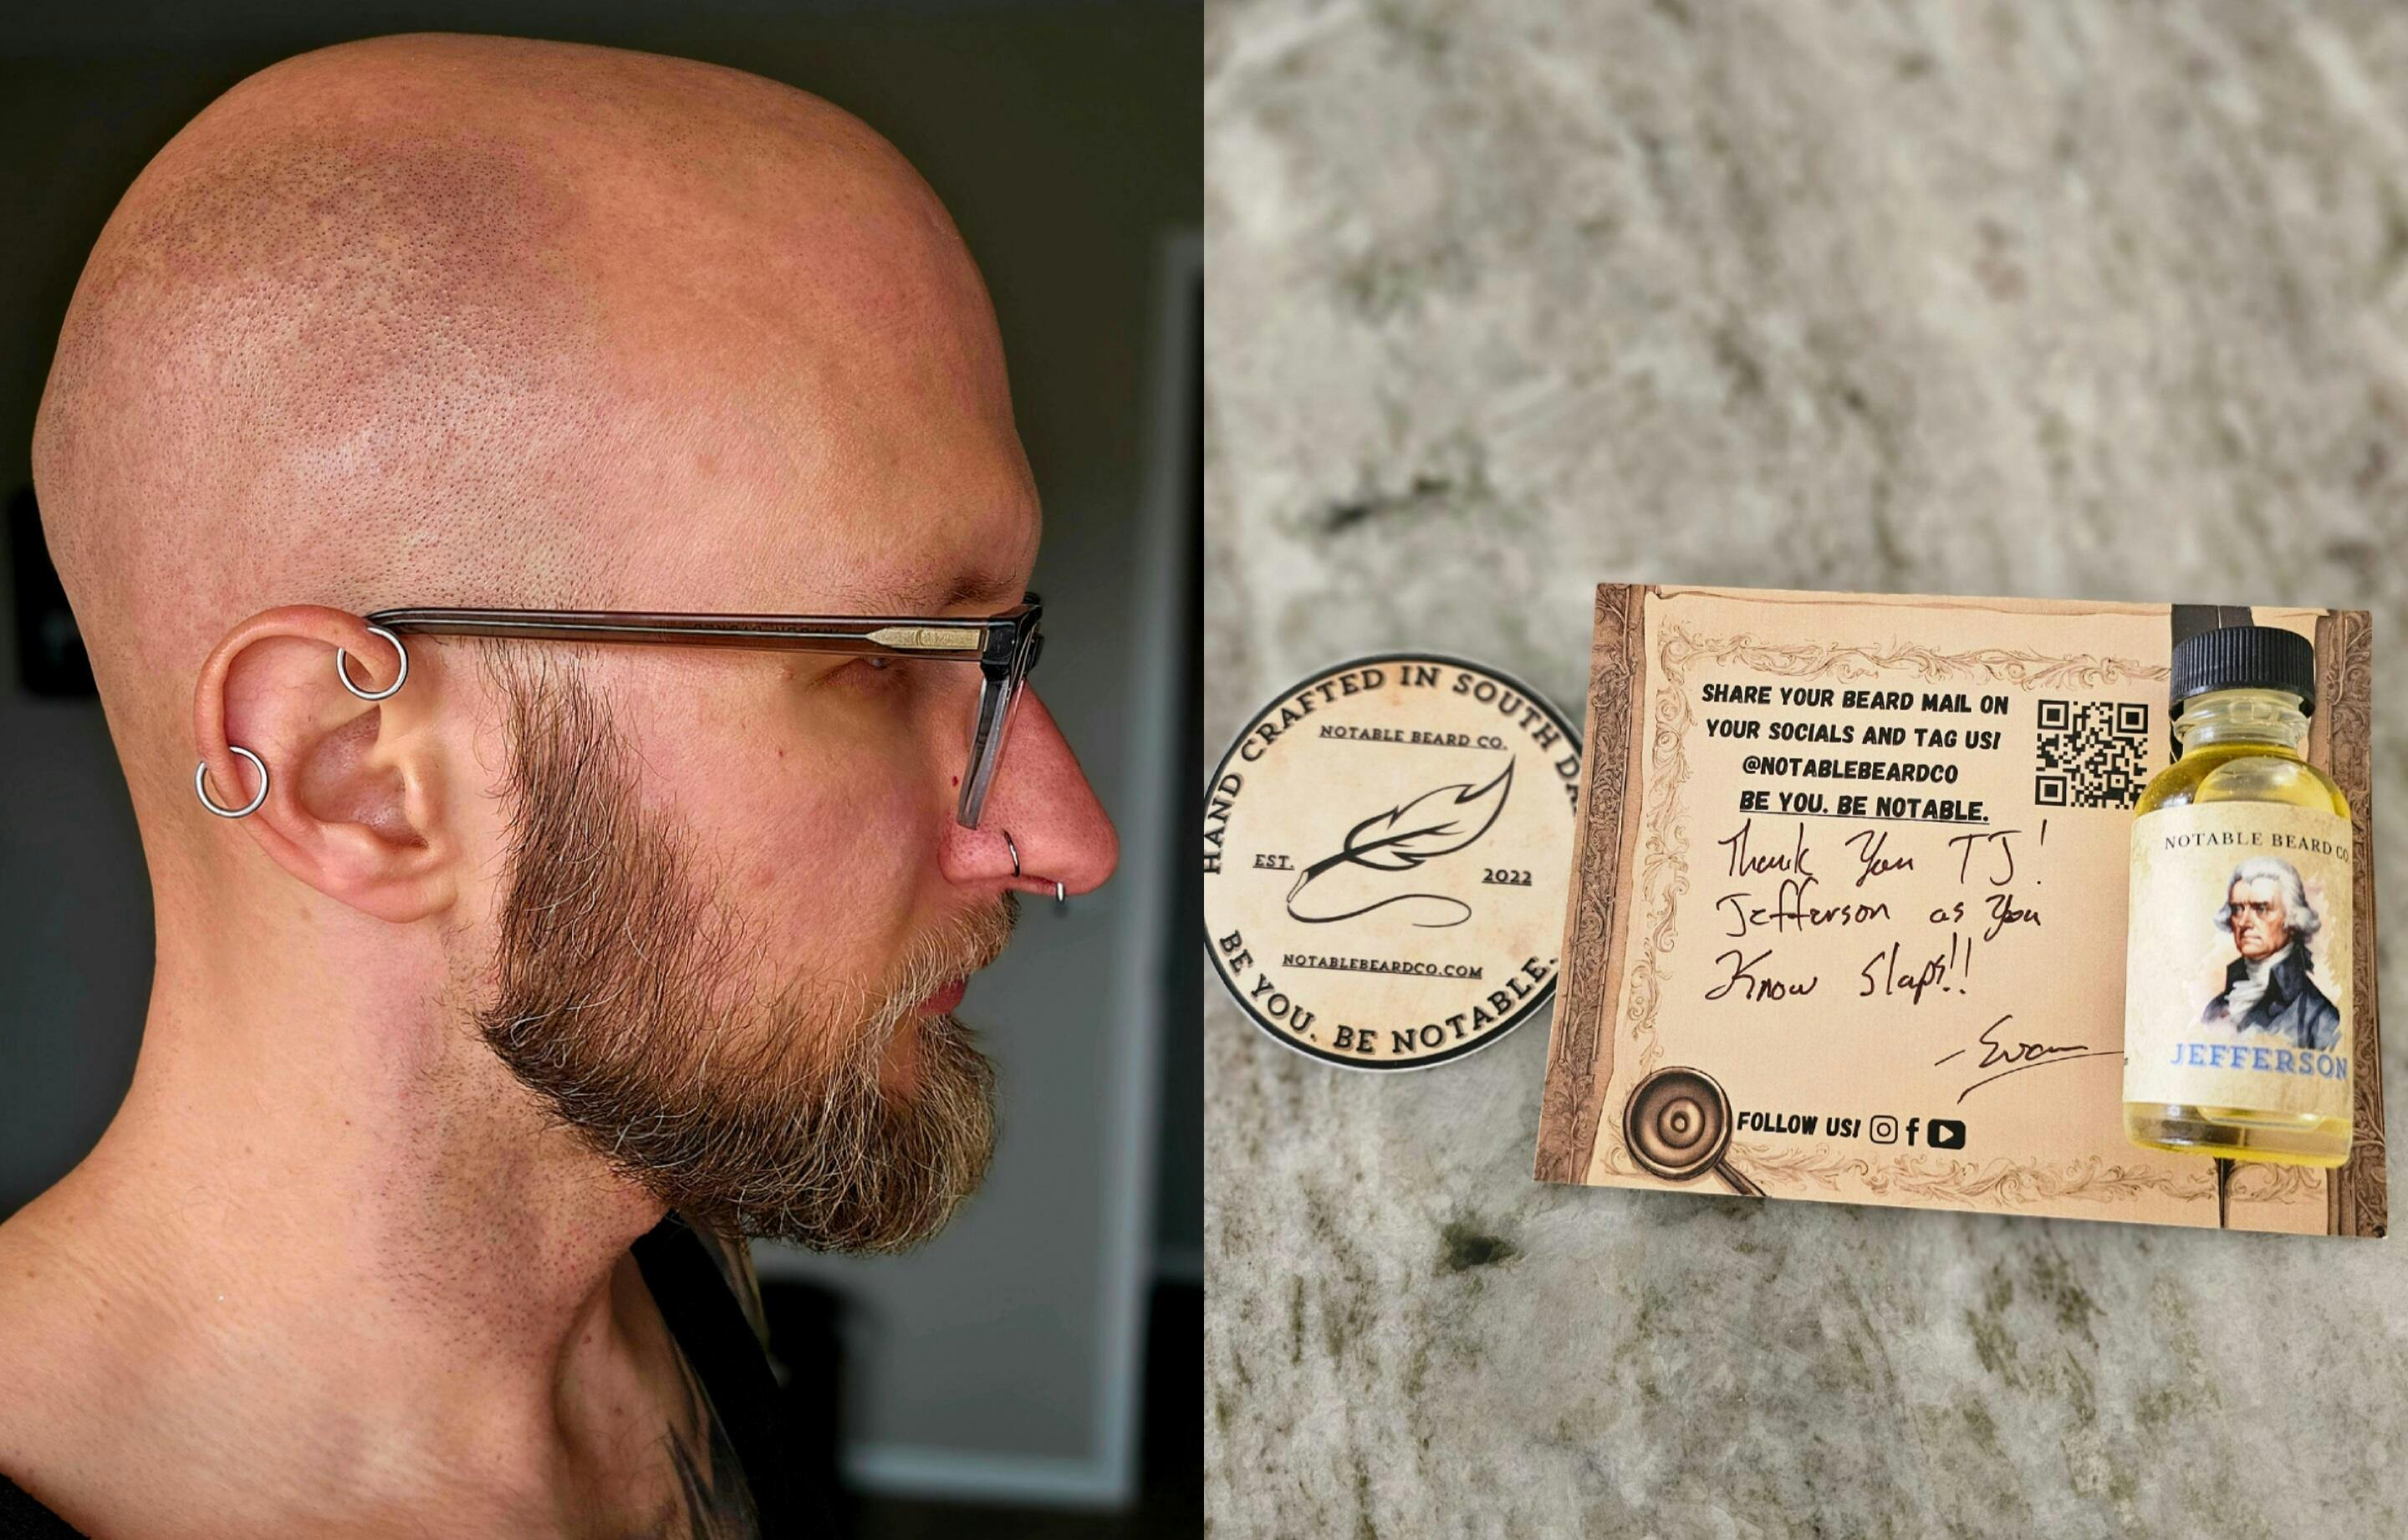 HAND CRAFTED IN SOUTH
NOTABLE BEARD CO.
EST. 2022
NOTABLEBEARDCO.COM
BE YOU. BE NOTABLE.
SHARE YOUR BEARD MAIL ON
YOUR SOCIALS AND TAG US!
@NOTABLEBEARDCO
BE YOU. BE NOTABLE.
Thank You TJ!
Jefferson as You
Know Slaps!!
- Evan
FOLLOW US!
NOTABLE BEARD CO
JEFFERSON